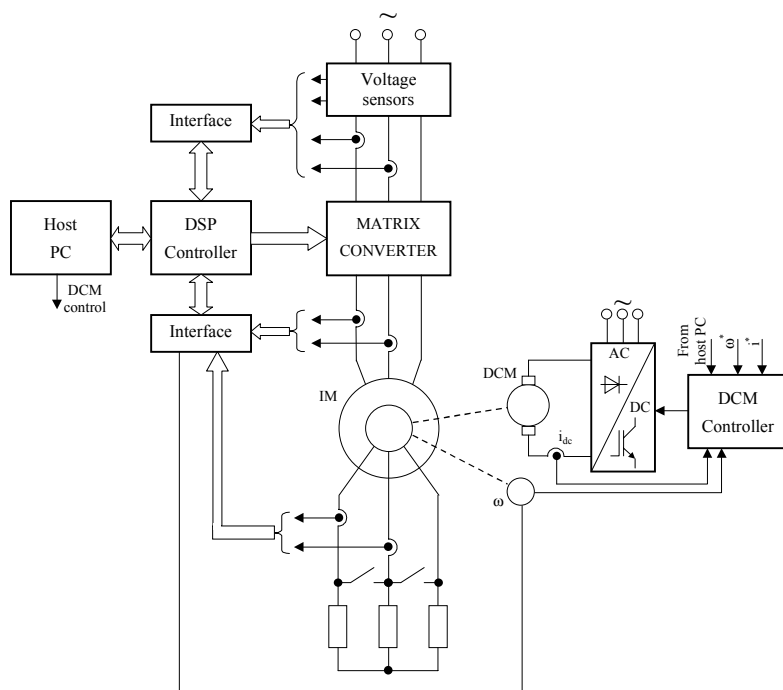 ~
Voltage
sensors
Interface
Host
PC
DSP
Controller
MATRIX
CONVERTER
DCM
control
Interface
IM
DCM
i_dc
~
AC
DC
From
host PC
ω*
i*
DCM
Controller
ω